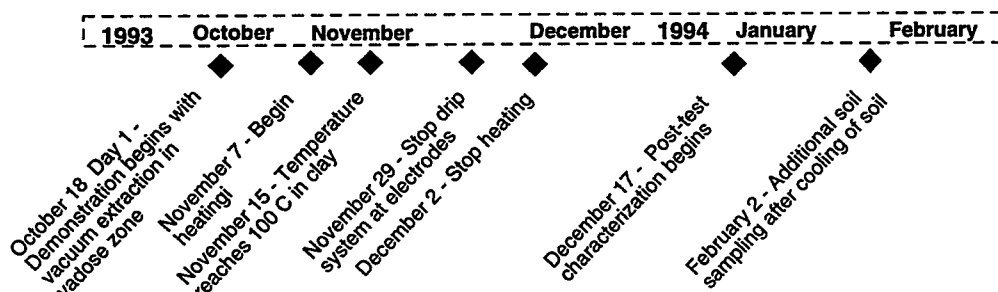 1993 October November December 1994 January February
October 18 Day 1 -
Demonstration begins with
vacuum extraction in
vadose zone
November 7 - Begin
heatingi
November 15 - Temperature
reaches 100 C in clay
November 29 - Stop drip
system at electrodes
December 2 - Stop heating
December 17 - Post-test
characterization begins
February 2 - Additional soil
sampling after cooling of soil